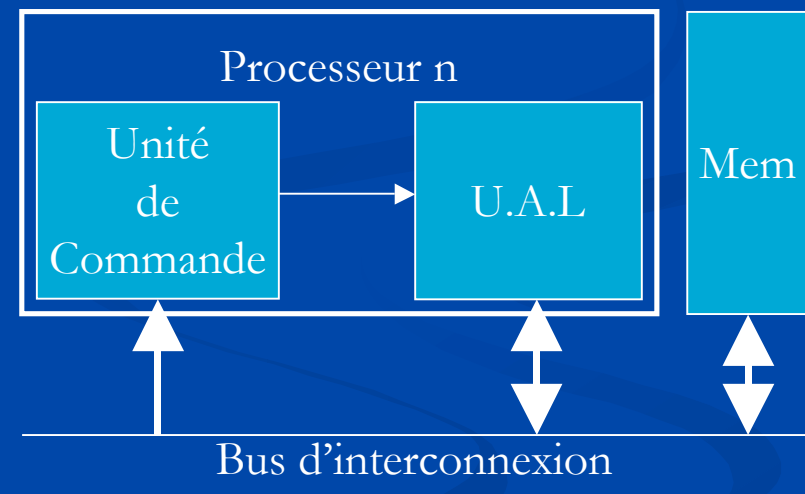 Processeur n
Unité
de
Commande
U.A.L
Mem
Bus d'interconnexion